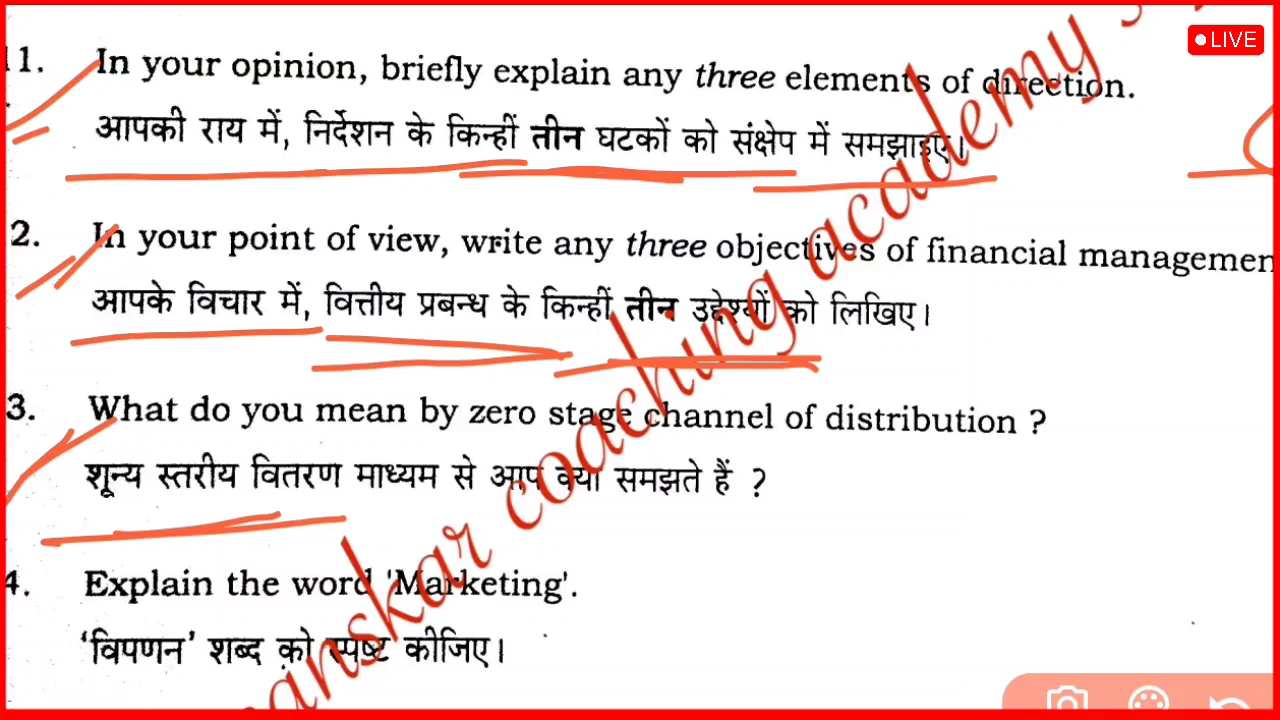 LIVE
11. In your opinion, briefly explain any three elements of direction.
आपकी राय में, निर्देशन के किन्हीं तीन घटकों को संक्षेप में समझाइए।
2. In your point of view, write any three objectives of financial managemen
आपके विचार में, वित्तीय प्रबन्ध के किन्हीं तीन उद्देश्यों को लिखिए।
3. What do you mean by zero stage channel of distribution ?
शून्य स्तरीय वितरण माध्यम से आप क्या समझते हैं ?
4. Explain the word 'Marketing'.
‘विपणन’ शब्द को स्पष्ट कीजिए।
anskar coaching academy